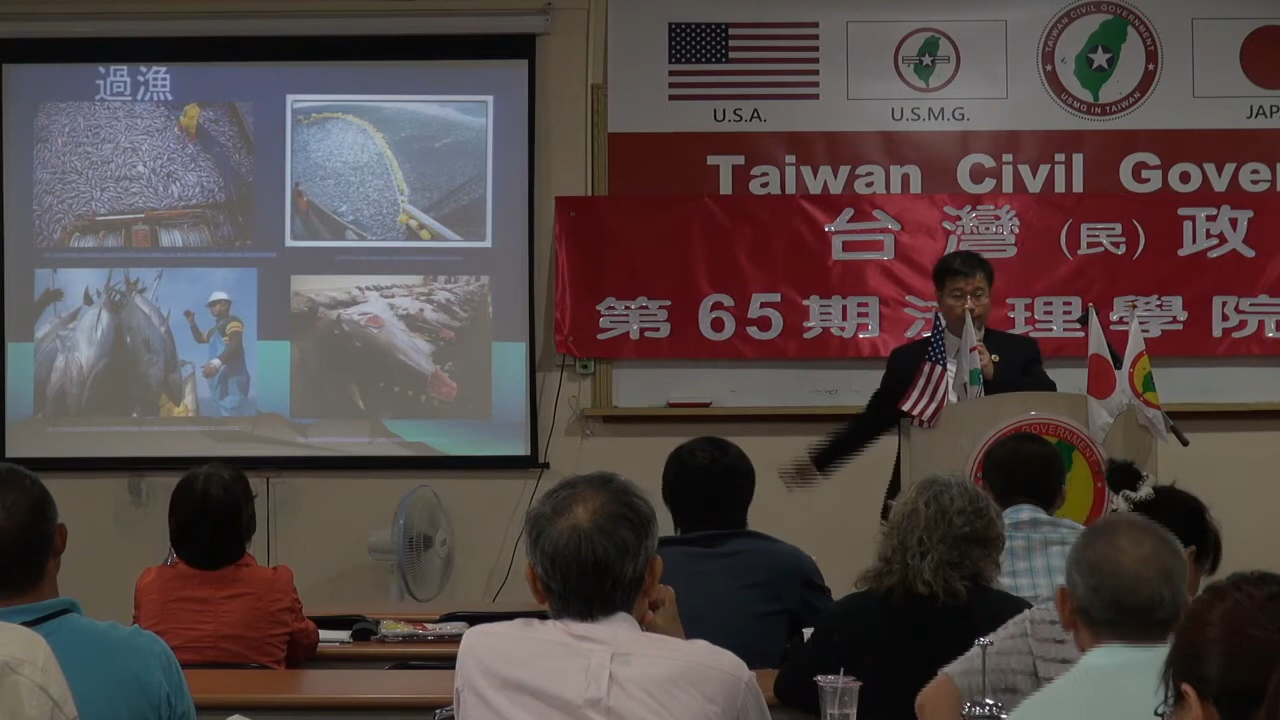 過漁
U.S.A.
U.S.M.G.
TAIWAN CIVIL GOVERNMENT
USMG IN TAIWAN
JAP
Taiwan Civil Gover
台灣(民)政
第65期法理學院
GOVERNMENT